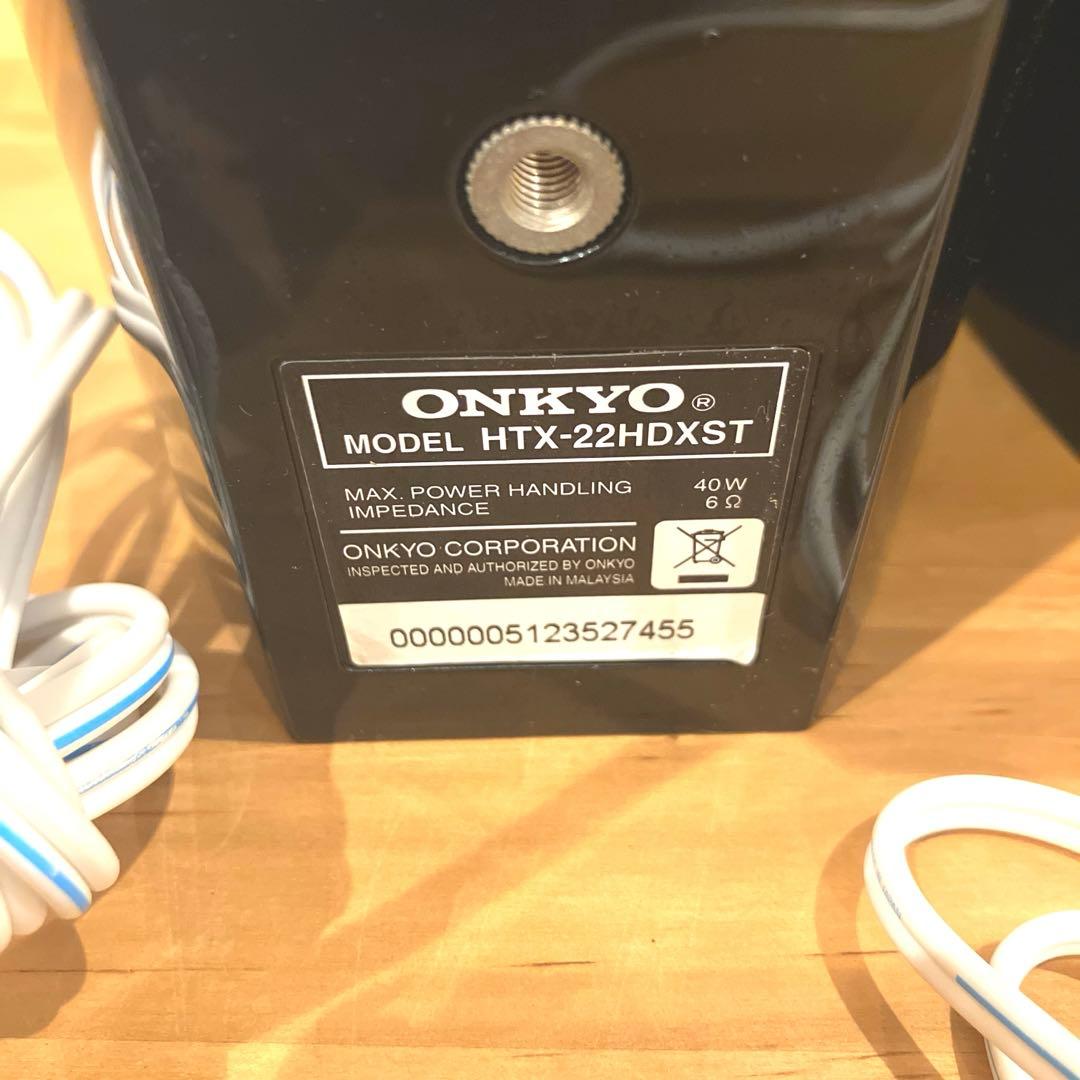 ONKYO®
MODEL HTX-22HDXST
MAX. POWER HANDLING 40W
IMPEDANCE 6Ω
ONKYO CORPORATION
INSPECTED AND AUTHORIZED BY ONKYO
MADE IN MALAYSIA
0000005123527455